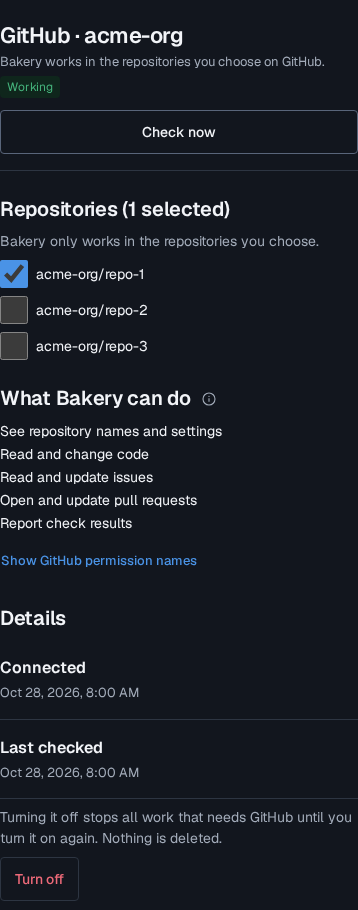 GitHub · acme-org
Bakery works in the repositories you choose on GitHub.
Working
Check now
Repositories (1 selected)
Bakery only works in the repositories you choose.
acme-org/repo-1
acme-org/repo-2
acme-org/repo-3
What Bakery can do
See repository names and settings
Read and change code
Read and update issues
Open and update pull requests
Report check results
Show GitHub permission names
Details
Connected
Oct 28, 2026, 8:00 AM
Last checked
Oct 28, 2026, 8:00 AM
Turning it off stops all work that needs GitHub until you
turn it on again. Nothing is deleted.
Turn off